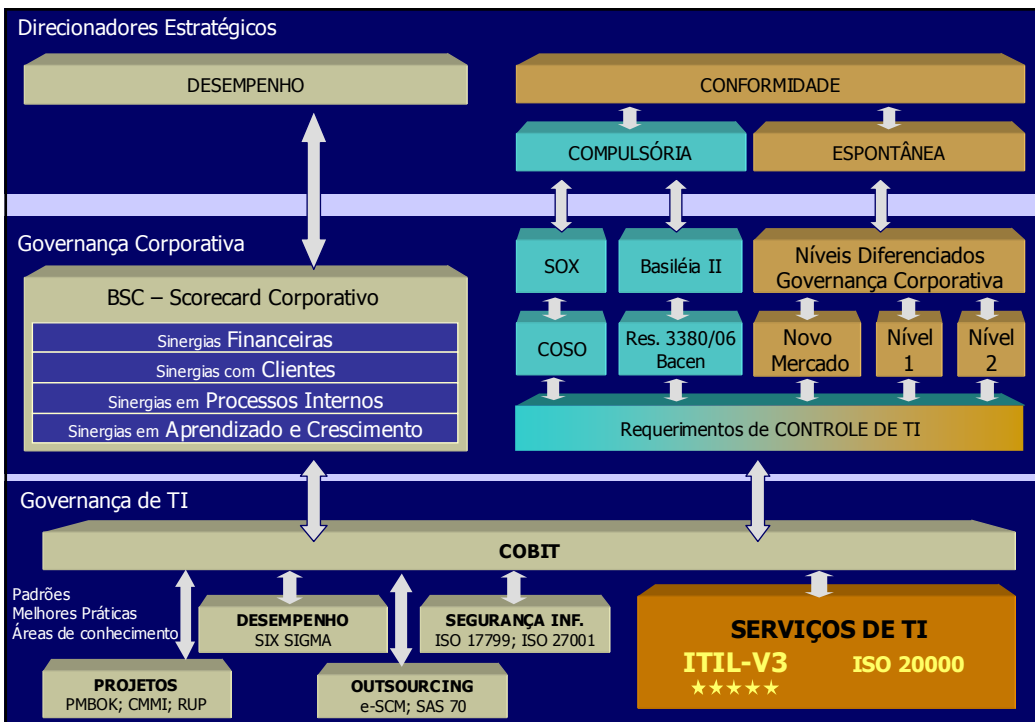 Direcionadores Estratégicos
DESEMPENHO
CONFORMIDADE
COMPULSÓRIA
ESPONTÂNEA
Governança Corporativa
BSC – Scorecard Corporativo
Sinergias Financeiras
Sinergias com Clientes
Sinergias em Processos Internos
Sinergias em Aprendizado e Crescimento
SOX
Basiléia II
Níveis Diferenciados
Governança Corporativa
COSO
Res. 3380/06
Bacen
Novo
Mercado
Nível
1
Nível
2
Requerimentos de CONTROLE DE TI
Governança de TI
COBIT
Padrões
Melhores Práticas
Áreas de conhecimento
DESEMPENHO
SIX SIGMA
SEGURANÇA INF.
ISO 17799; ISO 27001
PROJETOS
PMBOK; CMMI; RUP
OUTSOURCING
e-SCM; SAS 70
SERVIÇOS DE TI
ITIL-V3 ISO 20000
★★★★★